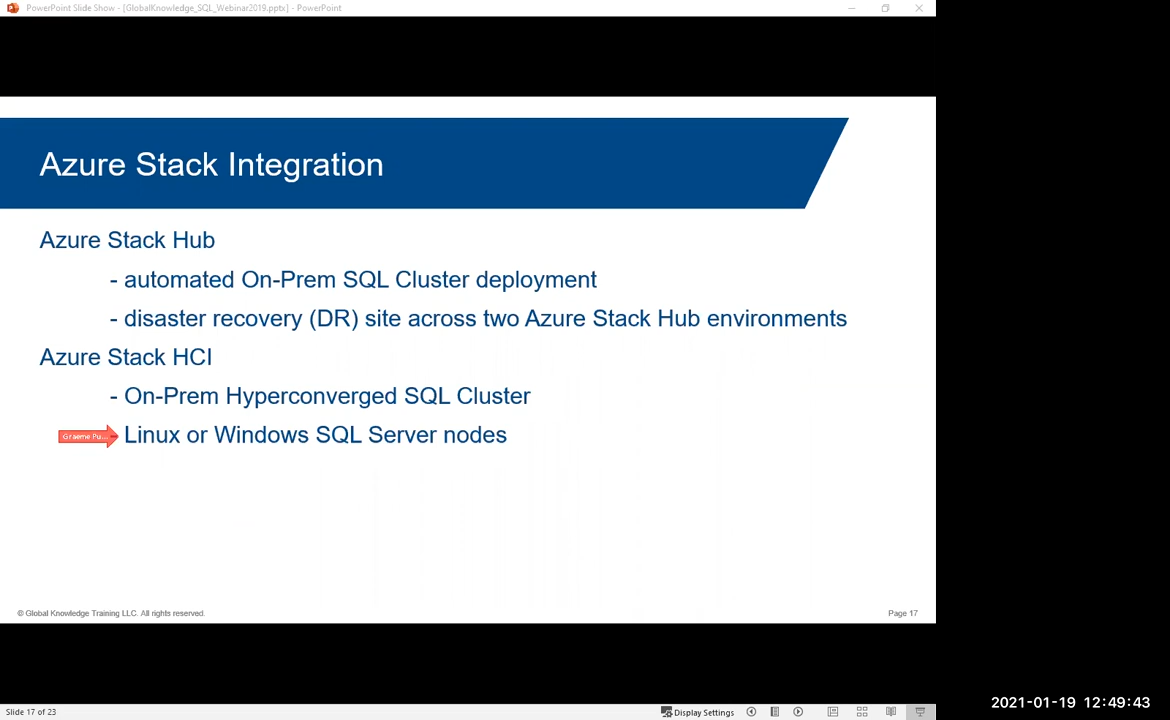 PowerPoint Slide Show - [GlobalKnowledge_SQL_Webinar2019.pptx] - PowerPoint
Azure Stack Integration
Azure Stack Hub
- automated On-Prem SQL Cluster deployment
- disaster recovery (DR) site across two Azure Stack Hub environments
Azure Stack HCI
- On-Prem Hyperconverged SQL Cluster
Graeme Pu...
Linux or Windows SQL Server nodes
© Global Knowledge Training LLC. All rights reserved.
Page 17
2021-01-19 12:49:43
Slide 17 of 23
Display Settings